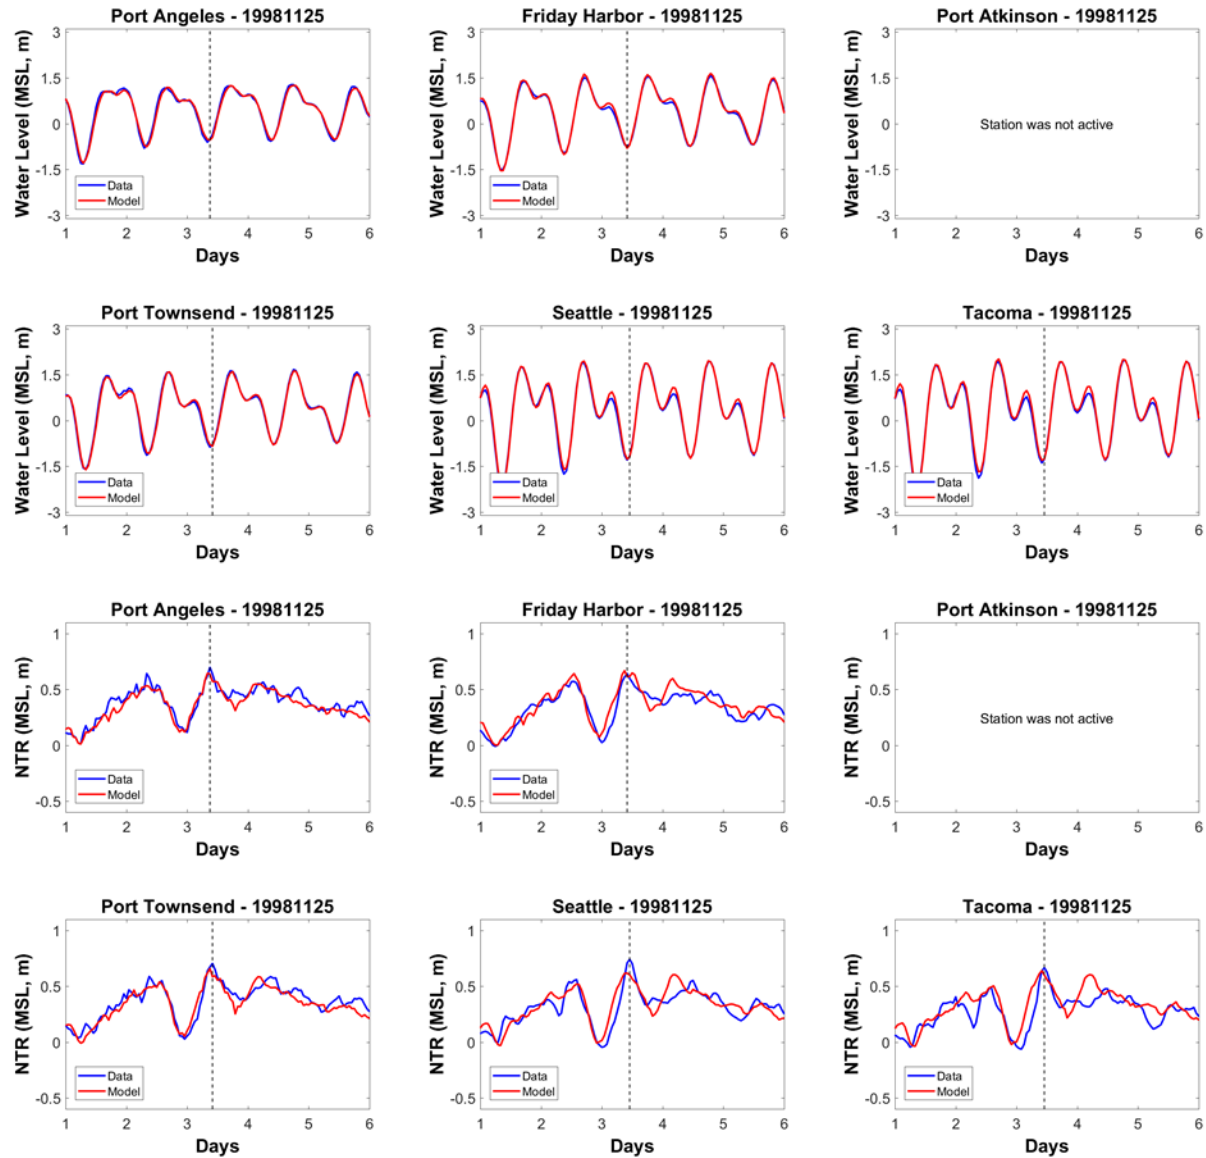 Port Angeles - 19981125
Friday Harbor - 19981125
Port Atkinson - 19981125
Water Level (MSL, m)
3
1.5
0
-1.5
-3
Data
Model
1 2 3 4 5 6
Days
Water Level (MSL, m)
3
1.5
0
-1.5
-3
Data
Model
1 2 3 4 5 6
Days
Water Level (MSL, m)
3
1.5
0
-1.5
-3
Station was not active
1 2 3 4 5 6
Days
Port Townsend - 19981125
Seattle - 19981125
Tacoma - 19981125
Water Level (MSL, m)
3
1.5
0
-1.5
-3
Data
Model
1 2 3 4 5 6
Days
Water Level (MSL, m)
3
1.5
0
-1.5
-3
Data
Model
1 2 3 4 5 6
Days
Water Level (MSL, m)
3
1.5
0
-1.5
-3
Data
Model
1 2 3 4 5 6
Days
Port Angeles - 19981125
Friday Harbor - 19981125
Port Atkinson - 19981125
NTR (MSL, m)
1
0.5
0
-0.5
Data
Model
1 2 3 4 5 6
Days
NTR (MSL, m)
1
0.5
0
-0.5
Data
Model
1 2 3 4 5 6
Days
NTR (MSL, m)
1
0.5
0
-0.5
Station was not active
1 2 3 4 5 6
Days
Port Townsend - 19981125
Seattle - 19981125
Tacoma - 19981125
NTR (MSL, m)
1
0.5
0
-0.5
Data
Model
1 2 3 4 5 6
Days
NTR (MSL, m)
1
0.5
0
-0.5
Data
Model
1 2 3 4 5 6
Days
NTR (MSL, m)
1
0.5
0
-0.5
Data
Model
1 2 3 4 5 6
Days